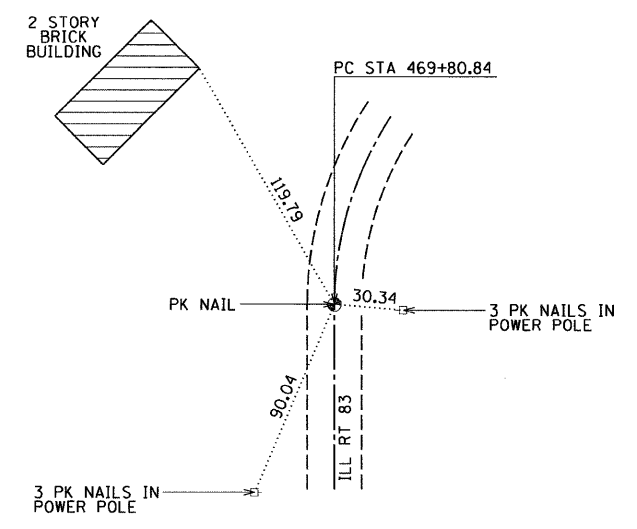 2 STORY
BRICK
BUILDING
PC STA 469+80.84
119.79
PK NAIL
30.34
3 PK NAILS IN
POWER POLE
90.04
ILL RT 83
3 PK NAILS IN
POWER POLE